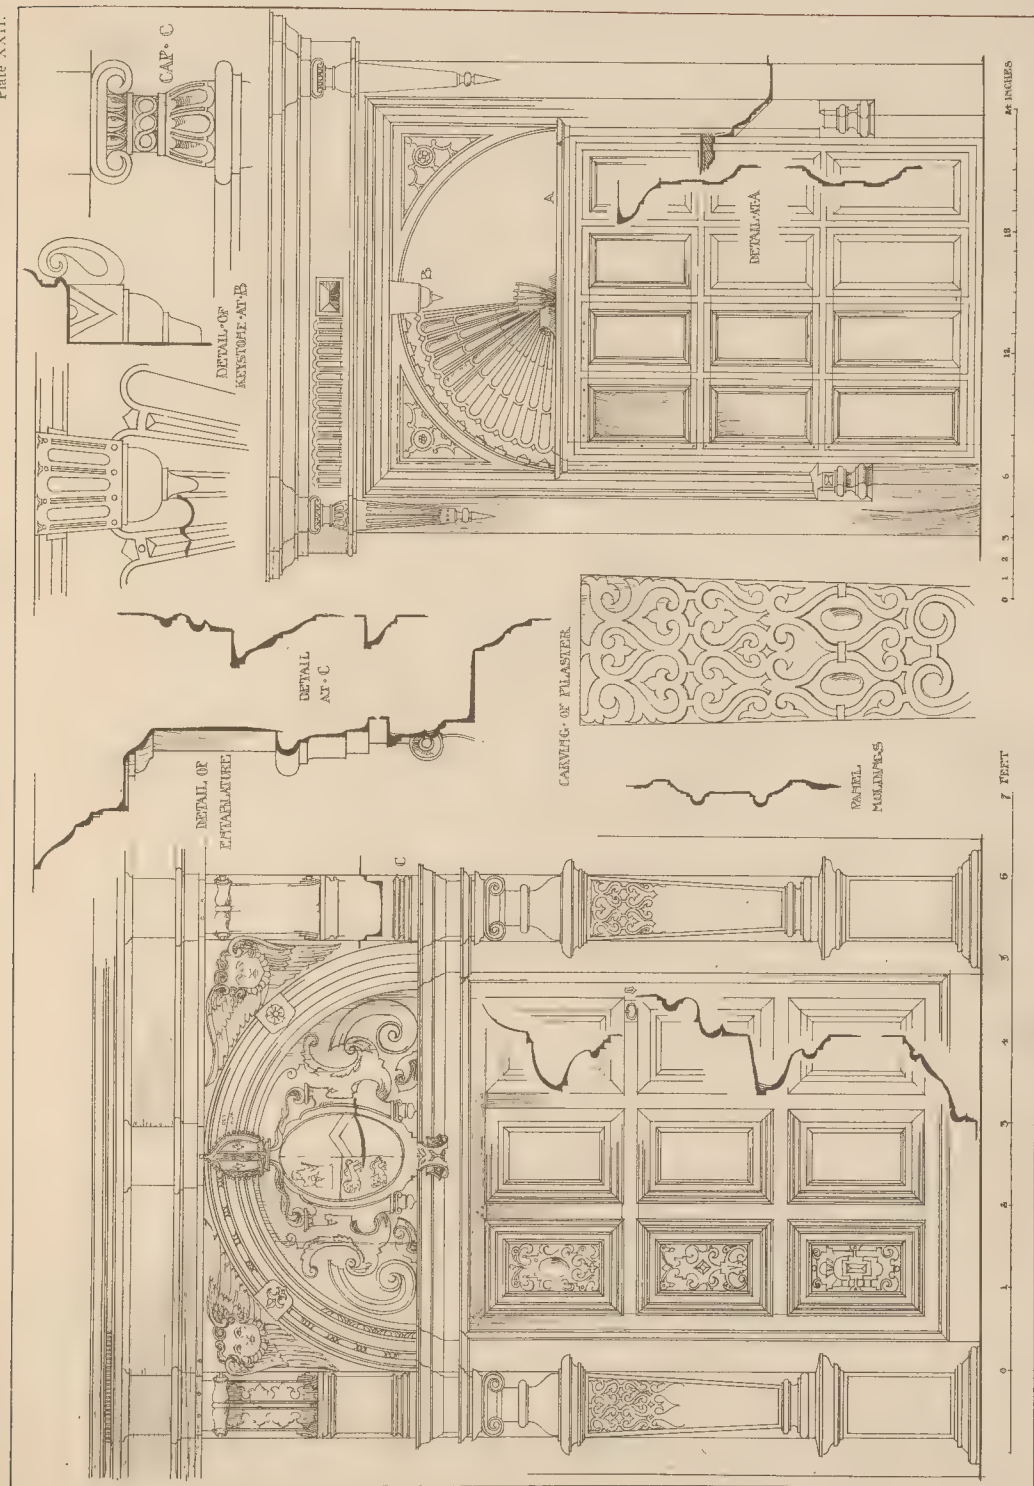 Plate XXII.
CAP · C
DETAIL · OF
KEYSTONE · AT · B
B
A
DETAIL · AT · A
DETAIL
AT · C
DETAIL OF
ENTABLATURE
C
CARVING · OF PILASTER
PANEL
MOLDINGS
0 1 2 3 6 12 18 24 INCHES
0 1 2 3 4 5 6 7 FEET